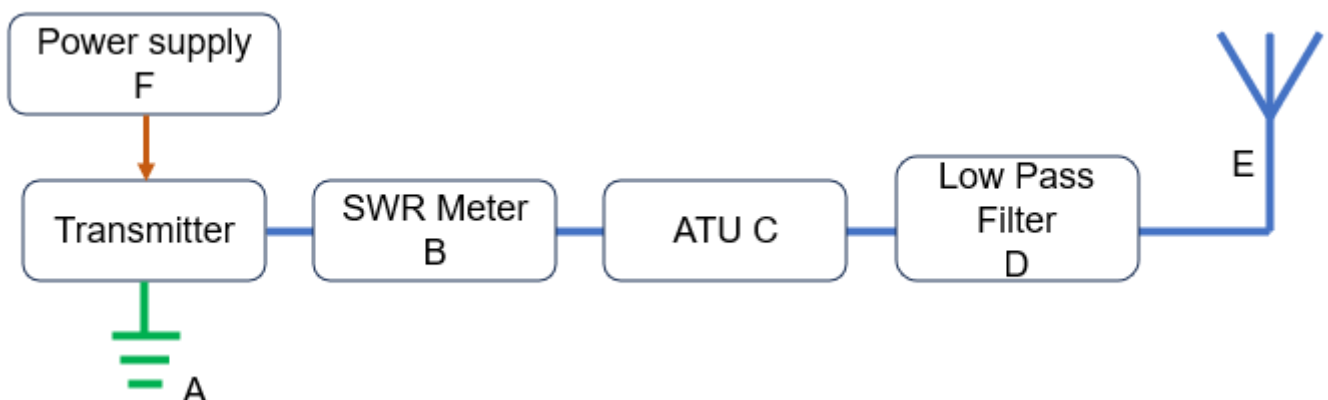 Power supply
F
Transmitter
SWR Meter
B
ATU C
Low Pass
Filter
D
E
A